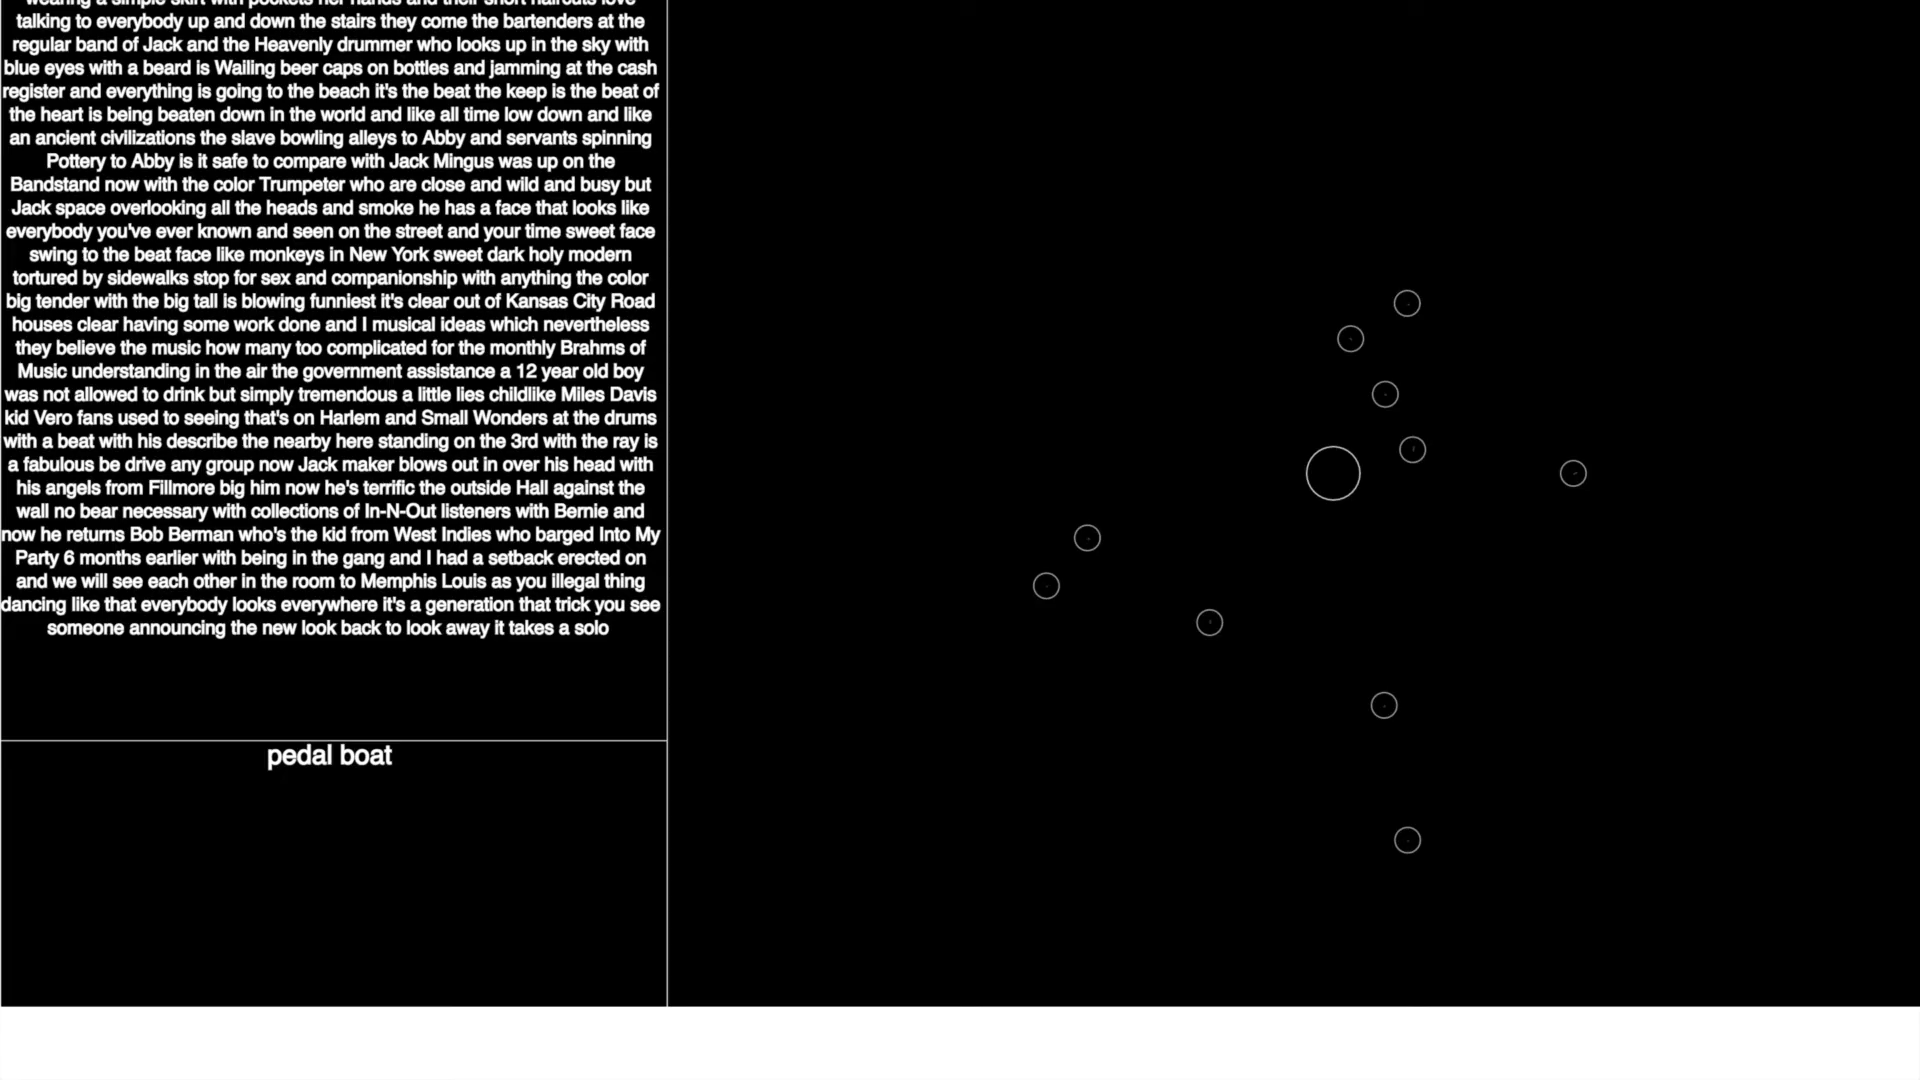 wearing a simple skirt with pockets her hands and their short haircuts love
talking to everybody up and down the stairs they come the bartenders at the
regular band of Jack and the Heavenly drummer who looks up in the sky with
blue eyes with a beard is Wailing beer caps on bottles and jamming at the cash
register and everything is going to the beach it's the beat the keep is the beat of
the heart is being beaten down in the world and like all time low down and like
an ancient civilizations the slave bowling alleys to Abby and servants spinning
Pottery to Abby is it safe to compare with Jack Mingus was up on the
Bandstand now with the color Trumpeter who are close and wild and busy but
Jack space overlooking all the heads and smoke he has a face that looks like
everybody you've ever known and seen on the street and your time sweet face
swing to the beat face like monkeys in New York sweet dark holy modern
tortured by sidewalks stop for sex and companionship with anything the color
big tender with the big tall is blowing funniest it's clear out of Kansas City Road
houses clear having some work done and I musical ideas which nevertheless
they believe the music how many too complicated for the monthly Brahms of
Music understanding in the air the government assistance a 12 year old boy
was not allowed to drink but simply tremendous a little lies childlike Miles Davis
kid Vero fans used to seeing that's on Harlem and Small Wonders at the drums
with a beat with his describe the nearby here standing on the 3rd with the ray is
a fabulous be drive any group now Jack maker blows out in over his head with
his angels from Fillmore big him now he's terrific the outside Hall against the
wall no bear necessary with collections of In-N-Out listeners with Bernie and
now he returns Bob Berman who's the kid from West Indies who barged Into My
Party 6 months earlier with being in the gang and I had a setback erected on
and we will see each other in the room to Memphis Louis as you illegal thing
dancing like that everybody looks everywhere it's a generation that trick you see
someone announcing the new look back to look away it takes a solo
pedal boat